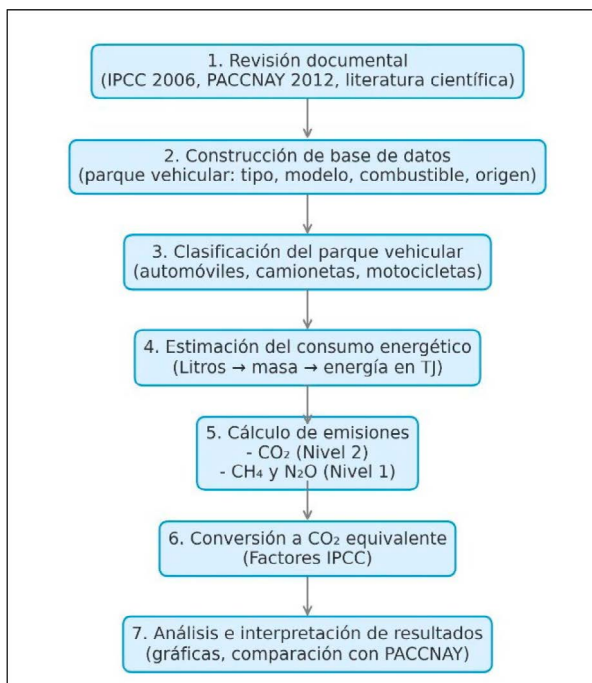 1. Revisión documental
(IPCC 2006, PACCNAY 2012, literatura científica)
2. Construcción de base de datos
(parque vehicular: tipo, modelo, combustible, origen)
3. Clasificación del parque vehicular
(automóviles, camionetas, motocicletas)
4. Estimación del consumo energético
(Litros → masa → energía en TJ)
5. Cálculo de emisiones
- CO₂ (Nivel 2)
- CH₄ y N₂O (Nivel 1)
6. Conversión a CO₂ equivalente
(Factores IPCC)
7. Análisis e interpretación de resultados
(gráficas, comparación con PACCNAY)